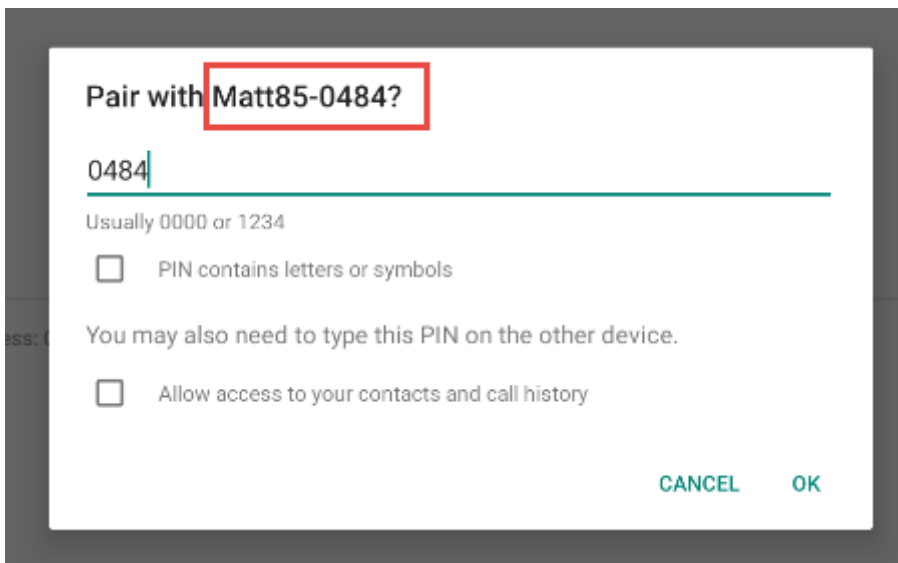 Pair with Matt85-0484?
0484
Usually 0000 or 1234
PIN contains letters or symbols
You may also need to type this PIN on the other device.
Allow access to your contacts and call history
CANCEL OK